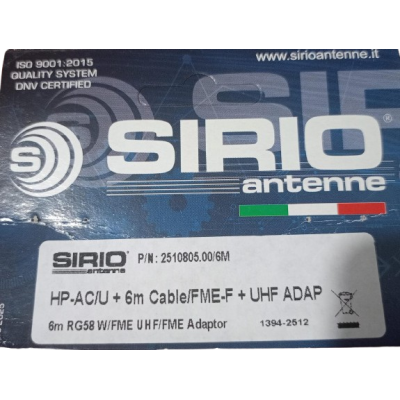 ISO 9001:2015
QUALITY SYSTEM
DNV CERTIFIED
www.sirioantenne.it
SIRIO®
antenne
SIRIO®
antenne
P/N: 2510805.00/6M
HP-AC/U + 6m Cable/FME-F + UHF ADAP
6m RG58 W/FME UHF/FME Adaptor
1394-2512